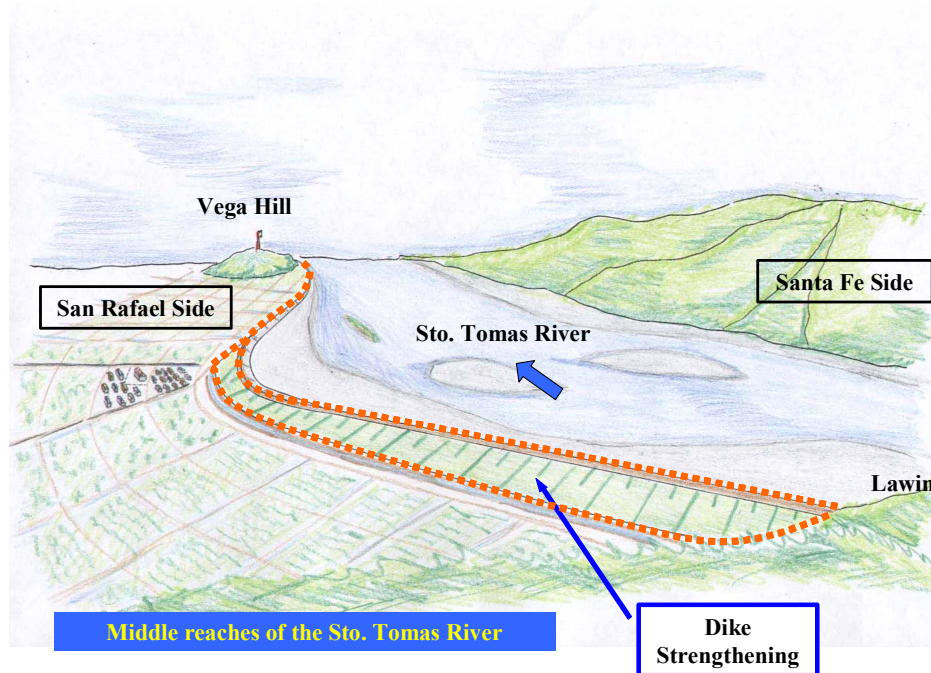 Vega Hill
San Rafael Side
Santa Fe Side
Sto. Tomas River
Lawin
Middle reaches of the Sto. Tomas River
Dike
Strengthening